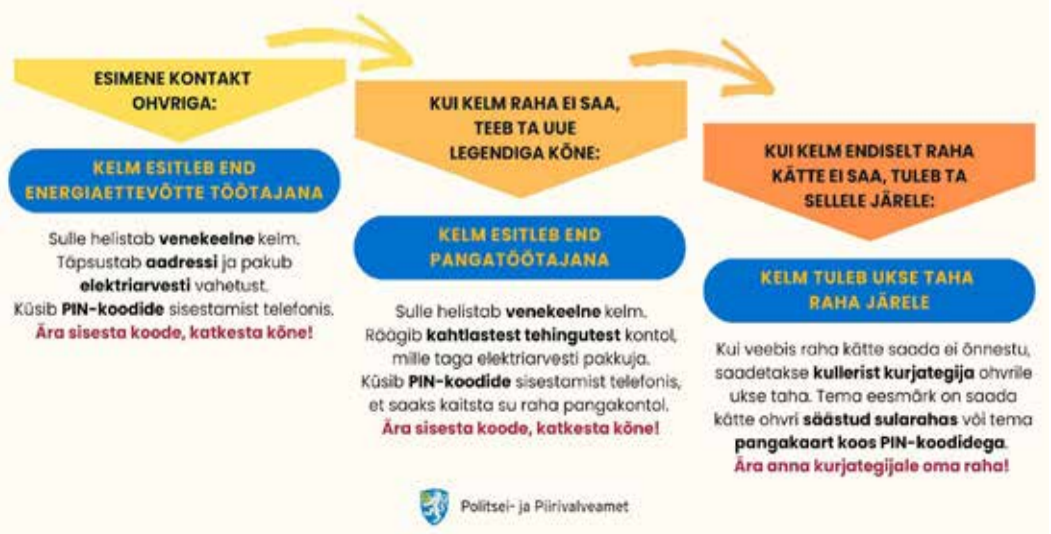 ESIMENE KONTAKT
OHVRIGA:
KELM ESITLEB END
ENERGIAETTEVÕTTE TÖÖTAJANA
Sulle helistab venekeelne kelm.
Täpsustab aadressi ja pakub
elektriarvesti vahetust.
Küsib PIN-koodide sisestamist telefonis.
Ära sisesta koode, katkesta kõne!
KUI KELM RAHA EI SAA,
TEEB TA UUE
LEGENDIGA KÕNE:
KELM ESITLEB END
PANGATÖÖTAJANA
Sulle helistab venekeelne kelm.
Räägib kahtlastest tehingutest kontol,
mille taga elektriarvesti pakkuja.
Küsib PIN-koodide sisestamist telefonis,
et saaks kaitsta su raha pangakontol.
Ära sisesta koode, katkesta kõne!
KUI KELM ENDISELT RAHA
KÄTTE EI SAA, TULEB TA
SELLELE JÄRELE:
KELM TULEB UKSE TAHA
RAHA JÄRELE
Kui veebis raha kätte saada ei õnnestu,
saadetakse kullerist kurjategija ohvrile
ukse taha. Tema eesmärk on saada
kätte ohvri säästud sularahas või tema
pangakaart koos PIN-koodidega.
Ära anna kurjategijale oma raha!
Politsei- ja Piirivalveamet